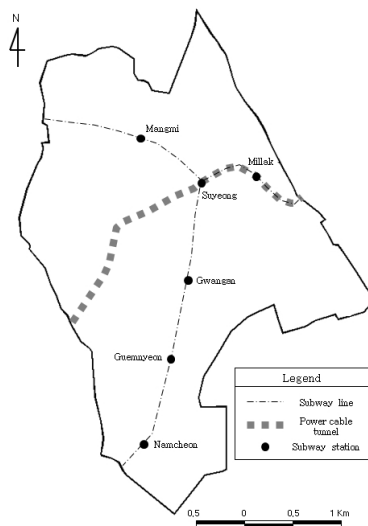 N
Mangmi
Millak
Suyeong
Gwangan
Guemnyeon
Namcheon
Legend
Subway line
Power cable
tunnel
Subway station
0,5 0 0,5 1 Km